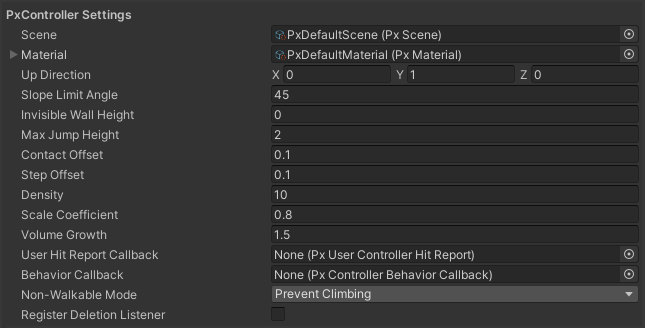 PxController Settings
Scene PxDefaultScene (Px Scene)
Material PxDefaultMaterial (Px Material)
Up Direction X 0 Y 1 Z 0
Slope Limit Angle 45
Invisible Wall Height 0
Max Jump Height 2
Contact Offset 0.1
Step Offset 0.1
Density 10
Scale Coefficient 0.8
Volume Growth 1.5
User Hit Report Callback None (Px User Controller Hit Report)
Behavior Callback None (Px Controller Behavior Callback)
Non-Walkable Mode Prevent Climbing
Register Deletion Listener